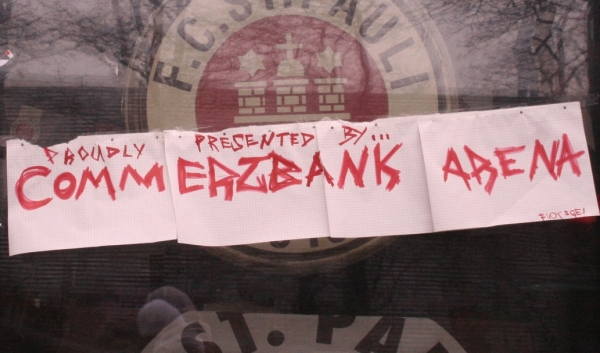 F.C. ST. PAULI
PROUDLY PRESENTED BY...
COMMERZBANK ARENA
ST. PA